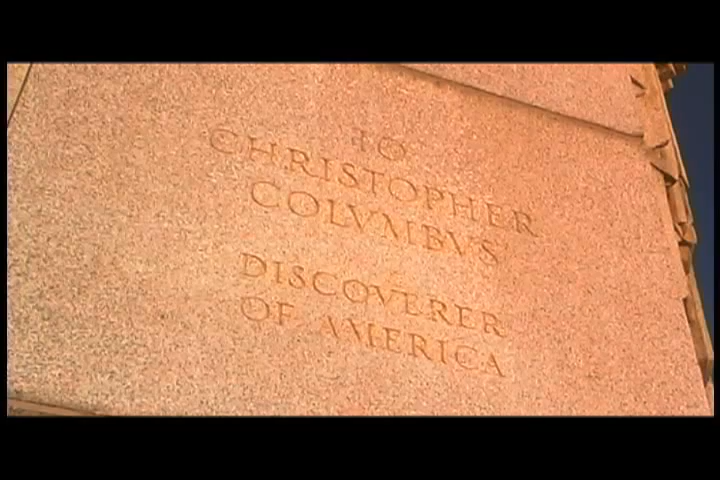 TO
CHRISTOPHER
COLVMBVS
DISCOVERER
OF AMERICA